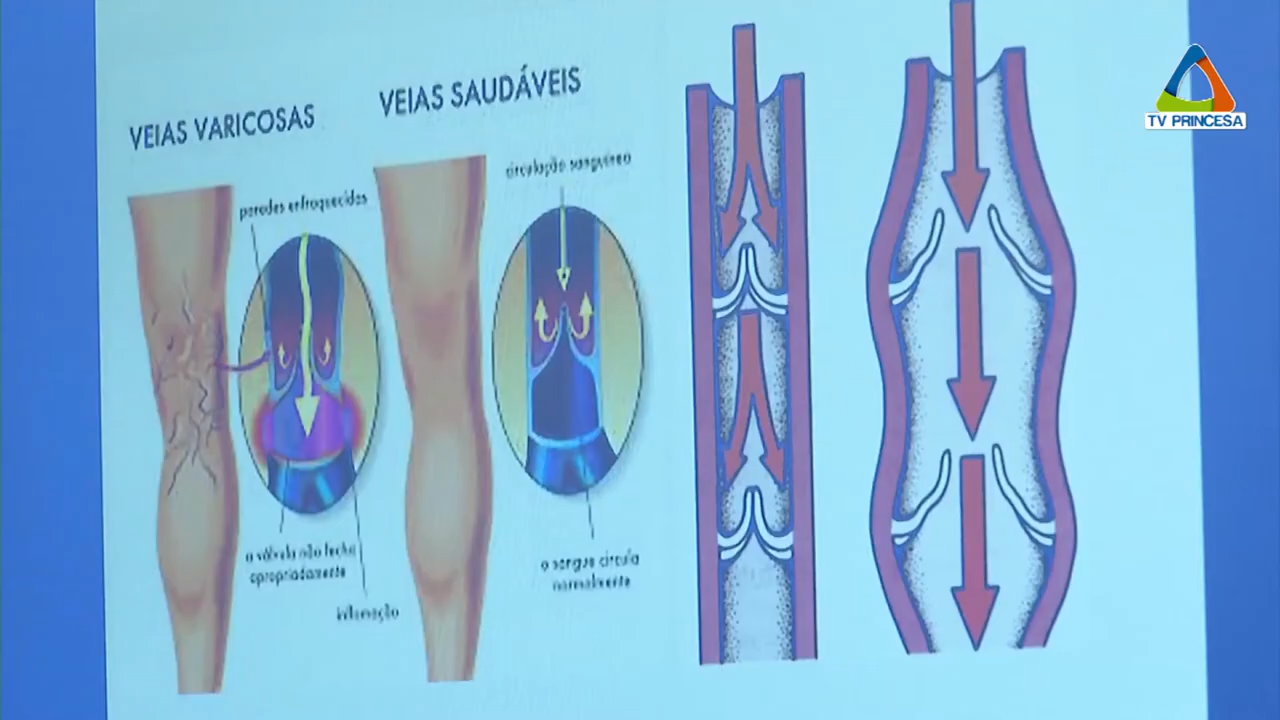 VEIAS VARICOSAS
VEIAS SAUDÁVEIS
TV PRINCESA
circulação sanguínea
paredes enfraquecidas
a válvula não fecha
apropriadamente
inflamação
o sangue circula
normalmente